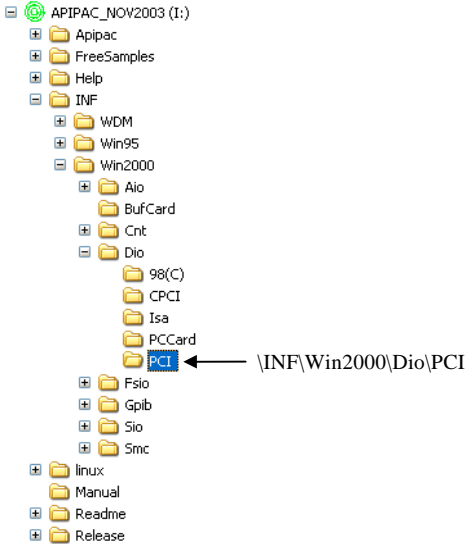 APIPAC_NOV2003 (I:)
Apipac
FreeSamples
Help
INF
WDM
Win95
Win2000
Aio
BufCard
Cnt
Dio
98(C)
CPCI
Isa
PCCard
PCI \INF\Win2000\Dio\PCI
Fsio
Gpib
Sio
Smc
linux
Manual
Readme
Release